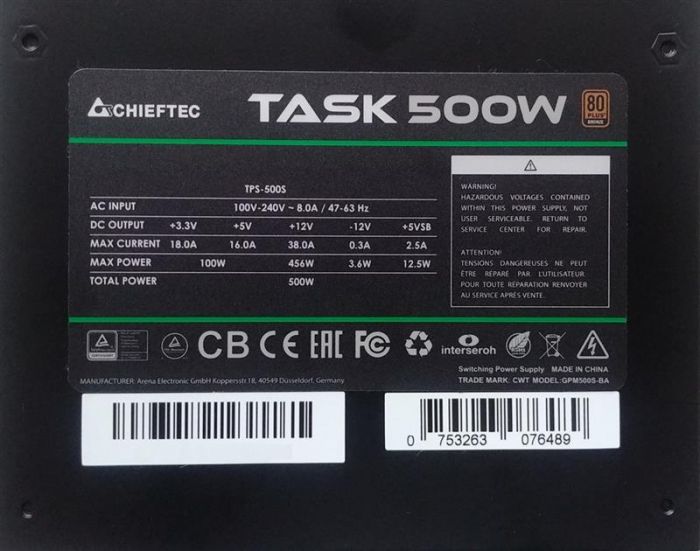 CHIEFTEC
TASK 500W
80
PLUS
BRONZE
TPS-500S
AC INPUT 100V-240V ~ 8.0A / 47-63 Hz
DC OUTPUT +3.3V +5V +12V -12V +5VSB
MAX CURRENT 18.0A 16.0A 38.0A 0.3A 2.5A
MAX POWER 100W 456W 3.6W 12.5W
TOTAL POWER 500W
WARNING!
HAZARDOUS VOLTAGES CONTAINED
WITHIN THIS POWER SUPPLY, NOT
USER SERVICEABLE. RETURN TO
SERVICE CENTER FOR REPAIR.
ATTENTION!
TENSIONS DANGEREUSES NE PEUT
ÊTRE RÉPARÉ PAR L'UTILISATEUR
POUR TOUTE RÉPARATION RENVOYER
AU SERVICE APRÈS VENTE.
CB CE EAC FC interseroh
Switching Power Supply MADE IN CHINA
MANUFACTURER: Arena Electronic GmbH Koppersstr.18, 40549 Düsseldorf, Germany
TRADE MARK: CWT MODEL:GPM500S-BA
0 753263 076489